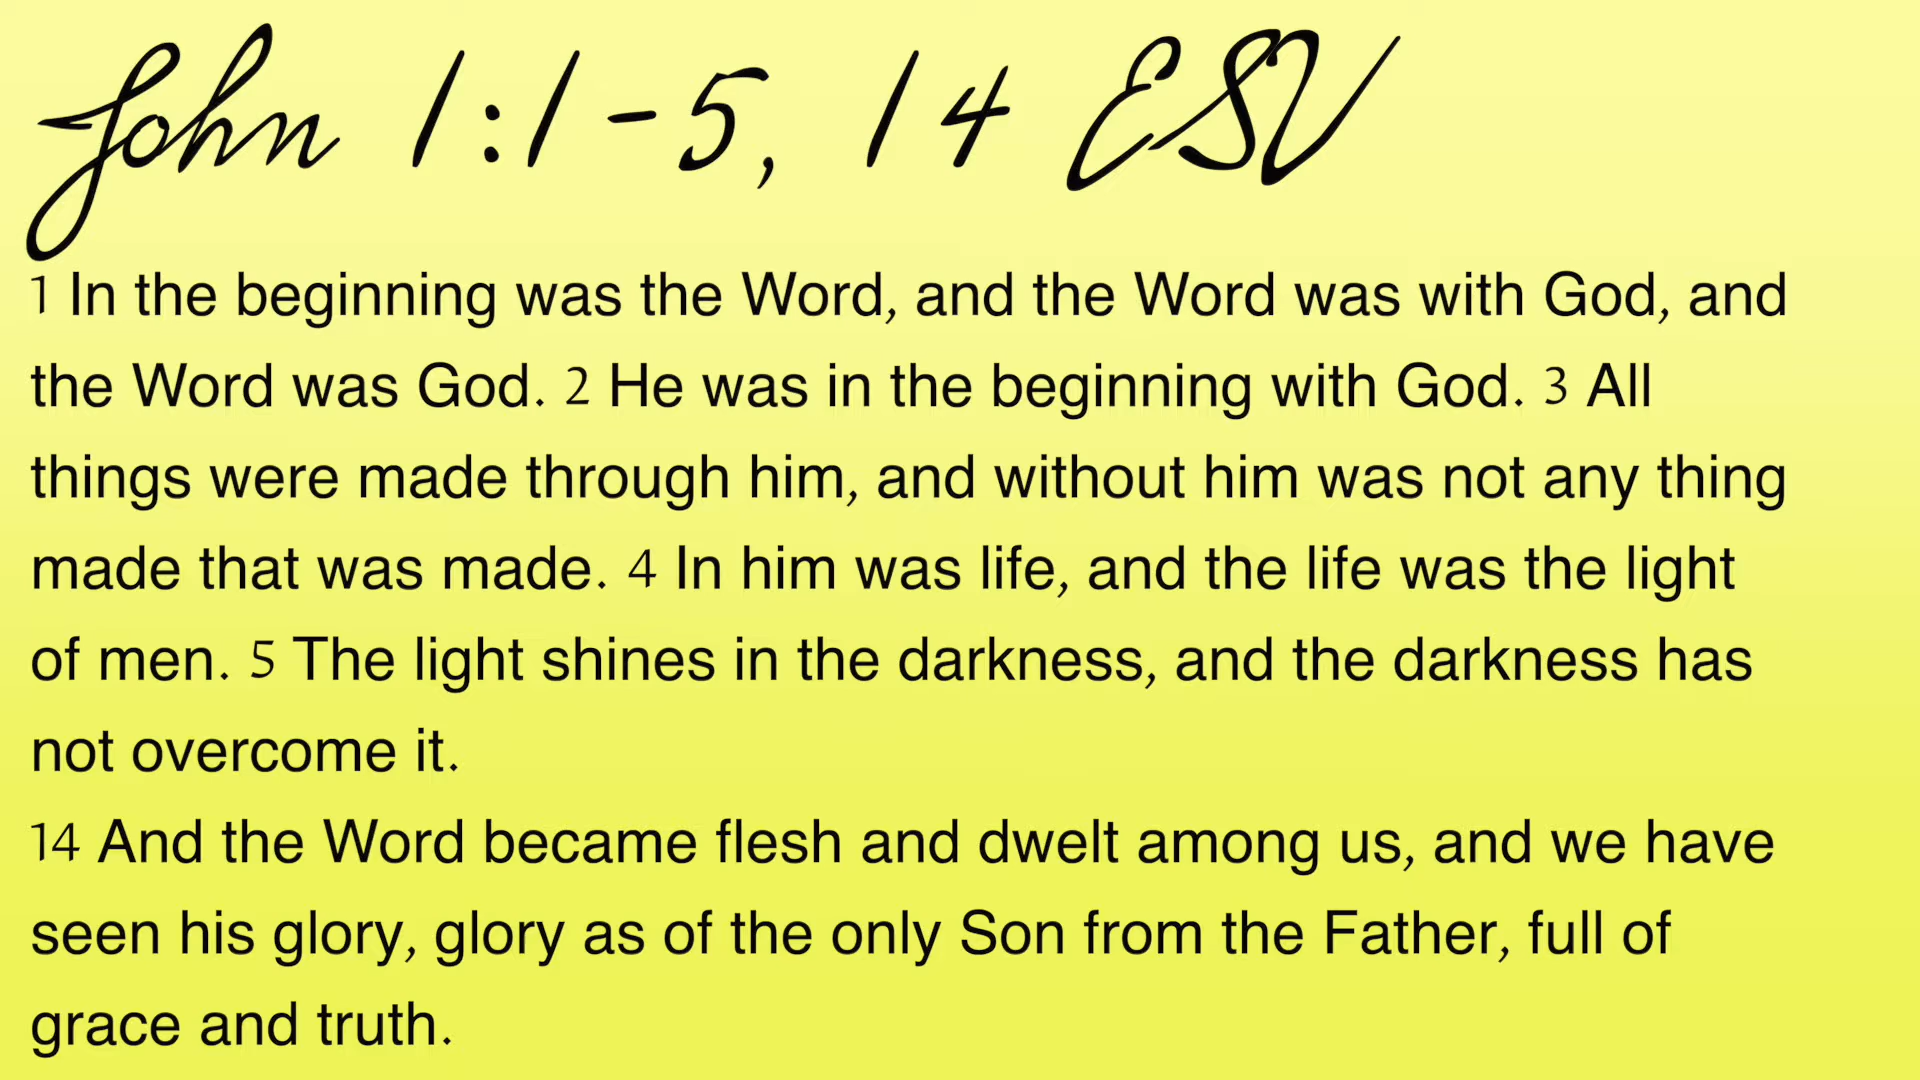 John 1:1-5, 14 ESV
1 In the beginning was the Word, and the Word was with God, and
the Word was God. 2 He was in the beginning with God. 3 All
things were made through him, and without him was not any thing
made that was made. 4 In him was life, and the life was the light
of men. 5 The light shines in the darkness, and the darkness has
not overcome it.
14 And the Word became flesh and dwelt among us, and we have
seen his glory, glory as of the only Son from the Father, full of
grace and truth.